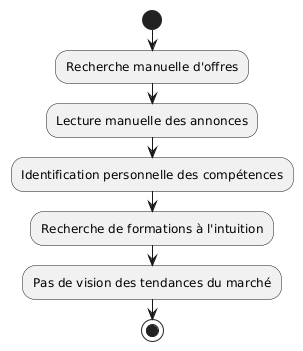 Recherche manuelle d'offres
Lecture manuelle des annonces
Identification personnelle des compétences
Recherche de formations à l'intuition
Pas de vision des tendances du marché